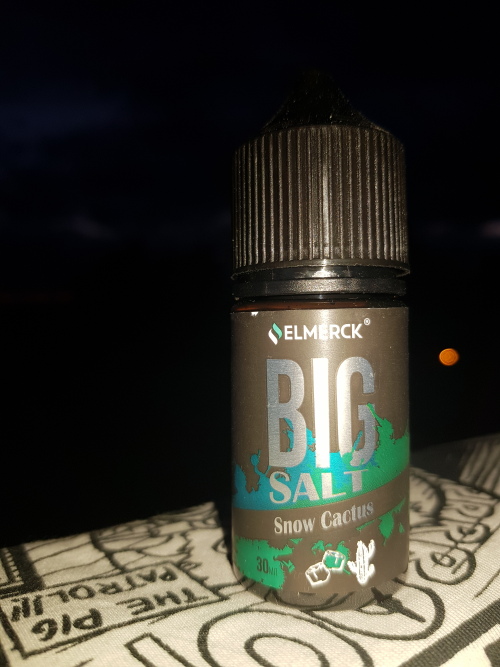 ELMERCK®
BIG
SALT
Snow Cactus
30ml
THE PIG
PATROL!!!